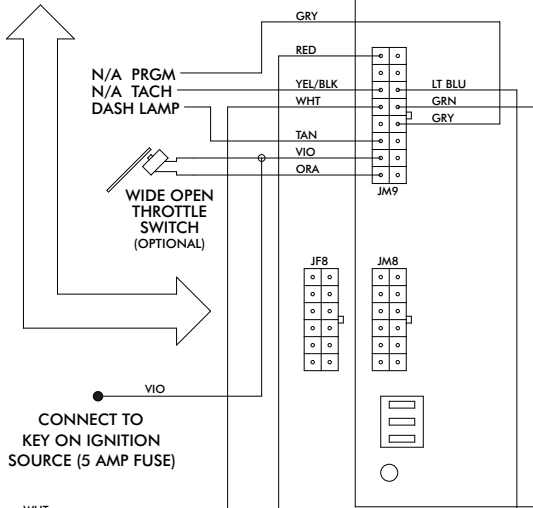 GRY
RED
N/A PRGM
N/A TACH
DASH LAMP
YEL/BLK
LT BLU
WHT
GRN
GRY
TAN
VIO
ORA
JM9
WIDE OPEN
THROTTLE
SWITCH
(OPTIONAL)
JF8
JM8
VIO
CONNECT TO
KEY ON IGNITION
SOURCE (5 AMP FUSE)
WHT